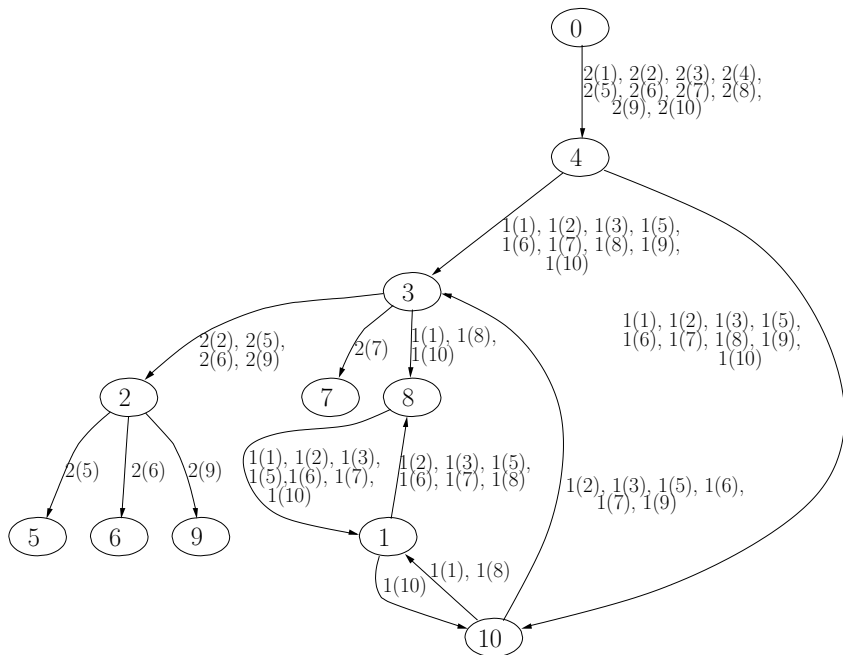 0
2(1), 2(2), 2(3), 2(4),
2(5), 2(6), 2(7), 2(8),
2(9), 2(10)
4
1(1), 1(2), 1(3), 1(5),
1(6), 1(7), 1(8), 1(9),
1(10)
3
1(1), 1(2), 1(3), 1(5),
1(6), 1(7), 1(8), 1(9),
1(10)
2(2), 2(5),
2(6), 2(9)
2(7)
1(1), 1(8),
1(10)
2
7
8
2(5)
2(6)
2(9)
1(1), 1(2), 1(3),
1(5),1(6), 1(7),
1(10)
1(2), 1(3), 1(5),
1(6), 1(7), 1(8)
1(2), 1(3), 1(5), 1(6),
1(7), 1(9)
5
6
9
1
1(10)
1(1), 1(8)
10